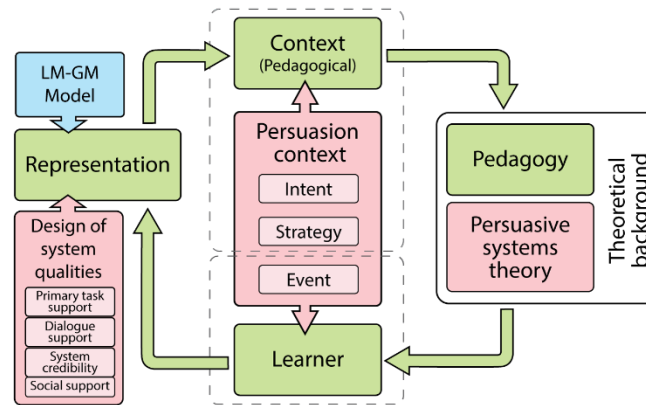 LM-GM
Model
Representation
Design of
system
qualities
Primary task
support
Dialogue
support
System
credibility
Social support
Context
(Pedagogical)
Persuasion
context
Intent
Strategy
Event
Learner
Pedagogy
Persuasive
systems
theory
Theoretical
background